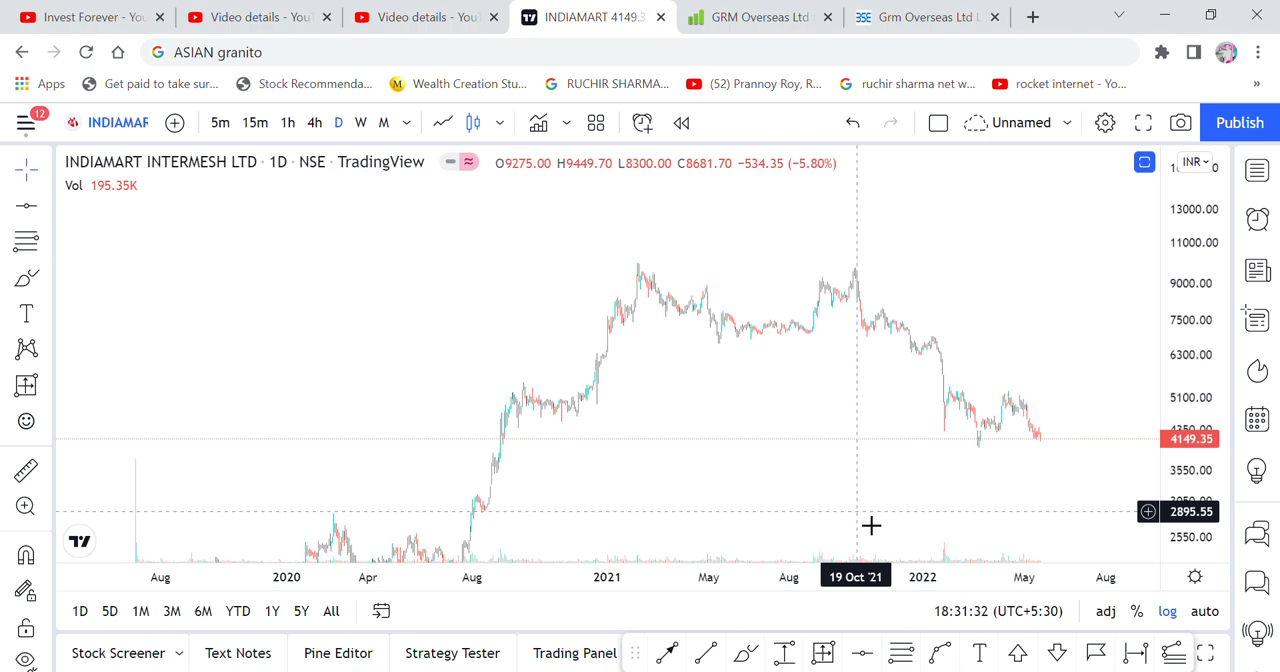 Invest Forever - You
Video details - YouT
Video details - YouT
INDIAMART 4149.3
GRM Overseas Ltd
Grm Overseas Ltd L
ASIAN granito
Apps
Get paid to take sur...
Stock Recommenda...
Wealth Creation Stu...
RUCHIR SHARMA...
(52) Prannoy Roy, R...
ruchir sharma net w...
rocket internet - Yo...
»
12
INDIAMAR
5m 15m 1h 4h D W M
Unnamed
Publish
INDIAMART INTERMESH LTD · 1D · NSE · TradingView
O9275.00 H9449.70 L8300.00 C8681.70 −534.35 (−5.80%)
INR
Vol 195.35K
13000.00
11000.00
9000.00
7500.00
6300.00
5100.00
4149.35
3550.00
2895.55
2550.00
Aug
2020
Apr
Aug
2021
May
Aug
19 Oct '21
2022
May
Aug
1D 5D 1M 3M 6M YTD 1Y 5Y All
18:31:32 (UTC+5:30)
adj % log auto
Stock Screener
Text Notes
Pine Editor
Strategy Tester
Trading Panel